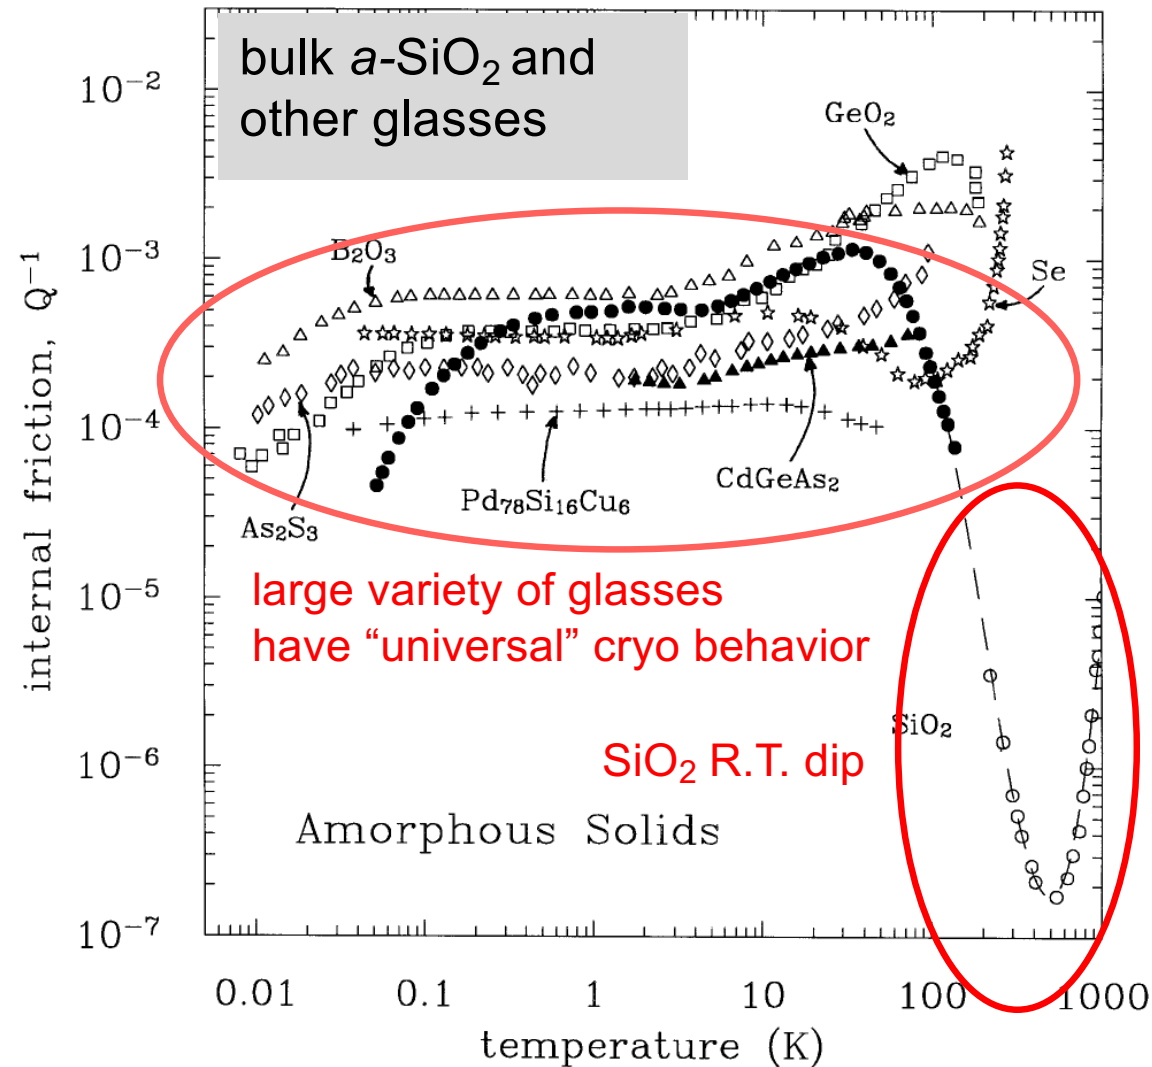 bulk a-SiO₂ and
other glasses
GeO₂
B₂O₃
Se
CdGeAs₂
Pd₇₈Si₁₆Cu₆
As₂S₃
large variety of glasses
have “universal” cryo behavior
SiO₂
SiO₂ R.T. dip
Amorphous Solids
internal friction, Q⁻¹
10⁻²
10⁻³
10⁻⁴
10⁻⁵
10⁻⁶
10⁻⁷
0.01 0.1 1 10 100 1000
temperature (K)